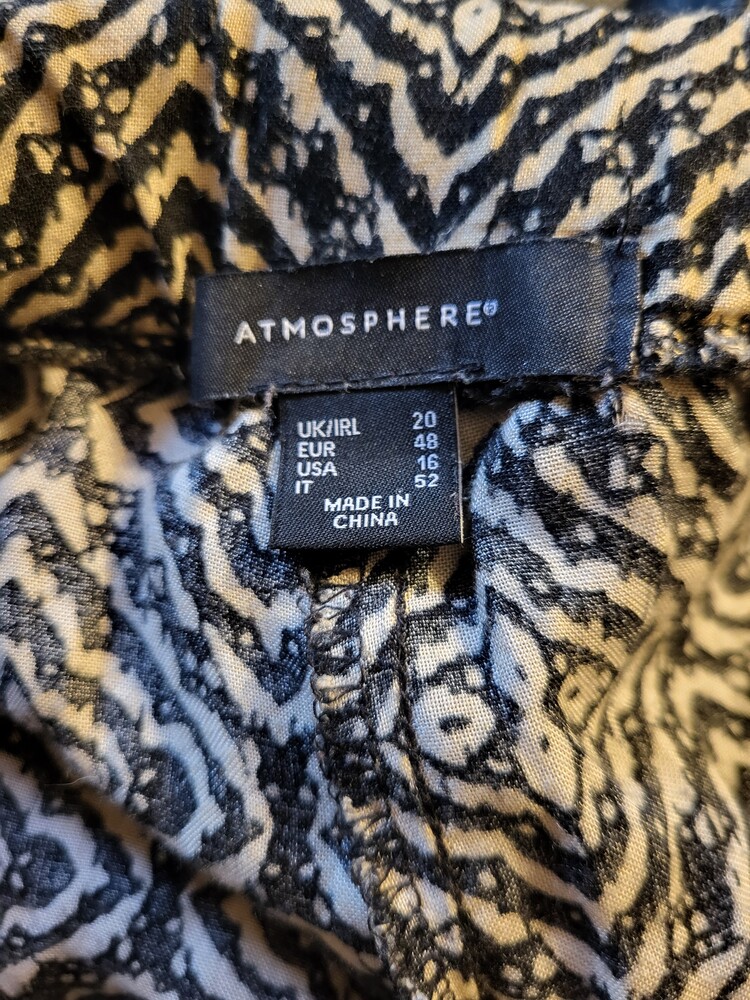 ATMOSPHERE®
UK/IRL 20
EUR 48
USA 16
IT 52
MADE IN
CHINA